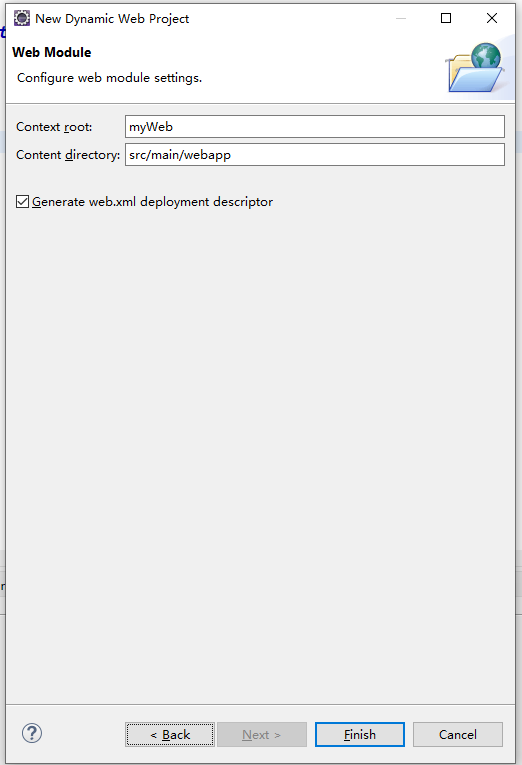 New Dynamic Web Project
Web Module
Configure web module settings.
Context root: myWeb
Content directory: src/main/webapp
Generate web.xml deployment descriptor
? < Back Next > Finish Cancel